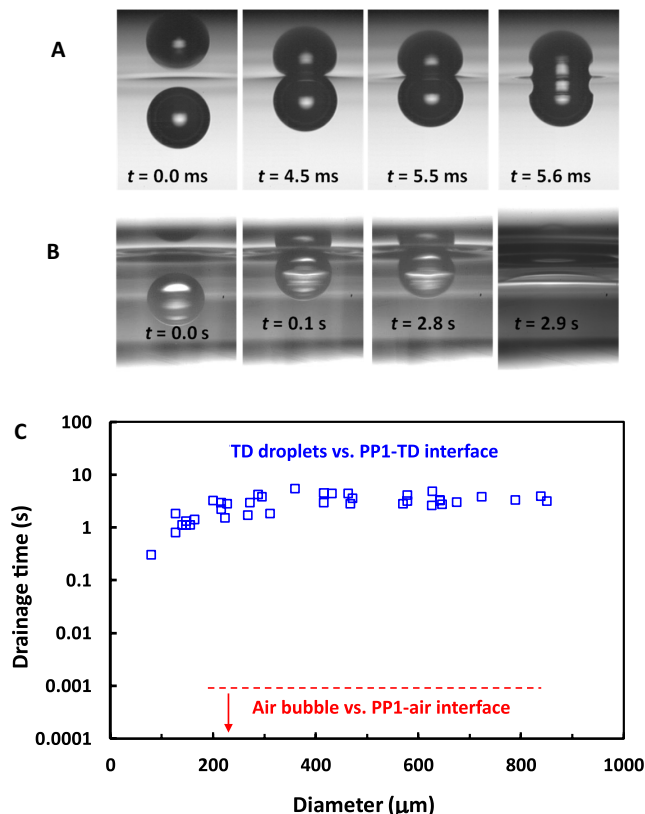 A
t = 0.0 ms
t = 4.5 ms
t = 5.5 ms
t = 5.6 ms
B
t = 0.0 s
t = 0.1 s
t = 2.8 s
t = 2.9 s
C
100
10
1
0.1
0.01
0.001
0.0001
Drainage time (s)
TD droplets vs. PP1-TD interface
Air bubble vs. PP1-air interface
0
200
400
600
800
1000
Diameter (μm)